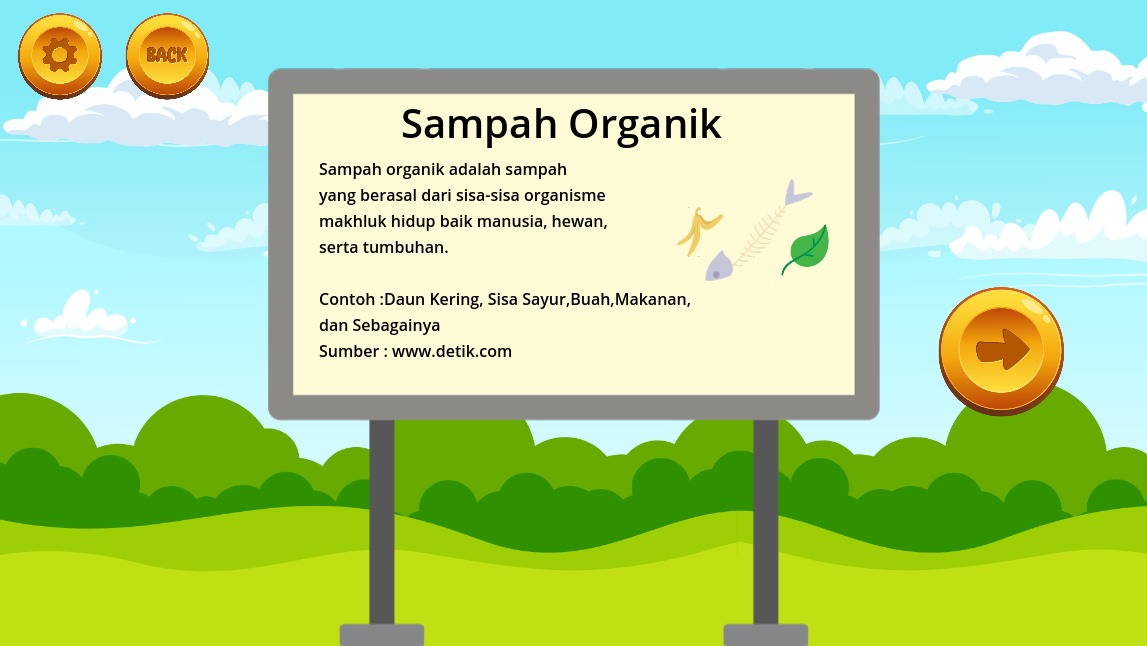 BACK
Sampah Organik
Sampah organik adalah sampah
yang berasal dari sisa-sisa organisme
makhluk hidup baik manusia, hewan,
serta tumbuhan.
Contoh :Daun Kering, Sisa Sayur,Buah,Makanan,
dan Sebagainya
Sumber : www.detik.com